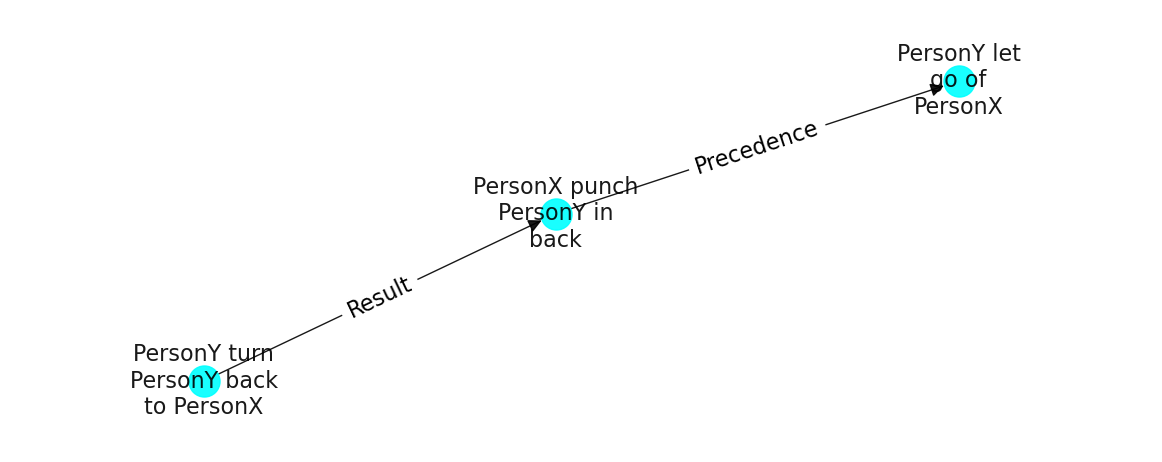 PersonY let
go of
PersonX
Precedence
PersonX punch
PersonY in
back
Result
PersonY turn
PersonY back
to PersonX